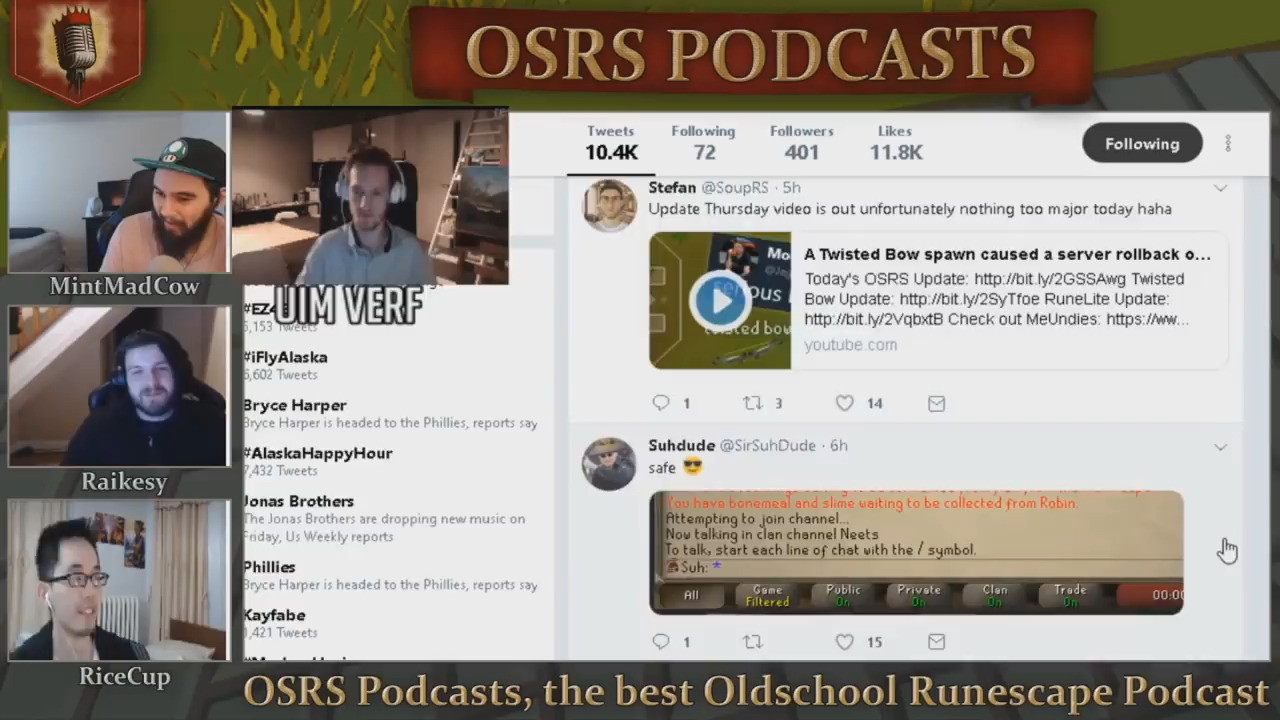 OSRS PODCASTS
MintMadCow
Raikesy
RiceCup
UIM VERF
5,153 Tweets
#iFlyAlaska
5,602 Tweets
Bryce Harper
Bryce Harper is headed to the Phillies, reports say
#AlaskaHappyHour
7,432 Tweets
Jonas Brothers
The Jonas Brothers are dropping new music on
Friday, Us Weekly reports
Phillies
Bryce Harper is headed to the Phillies, reports say
Kayfabe
1,421 Tweets
Tweets
10.4K
Following
72
Followers
401
Likes
11.8K
Following
Stefan @SoupRS · 5h
Update Thursday video is out unfortunately nothing too major today haha
A Twisted Bow spawn caused a server rollback o...
Today's OSRS Update: http://bit.ly/2GSSAwg Twisted
Bow Update: http://bit.ly/2SyTfoe RuneLite Update:
http://bit.ly/2VqbxtB Check out MeUndies: https://ww...
youtube.com
1 3 14
Suhdude @SirSuhDude · 6h
safe 😎
You have bonemeal and slime waiting to be collected from Robin.
Attempting to join channel...
Now talking in clan channel Neets
To talk, start each line of chat with the / symbol.
Suh: *
All
Game
Filtered
Public
On
Private
On
Clan
On
Trade
On
1 15
OSRS Podcasts, the best Oldschool Runescape Podcast